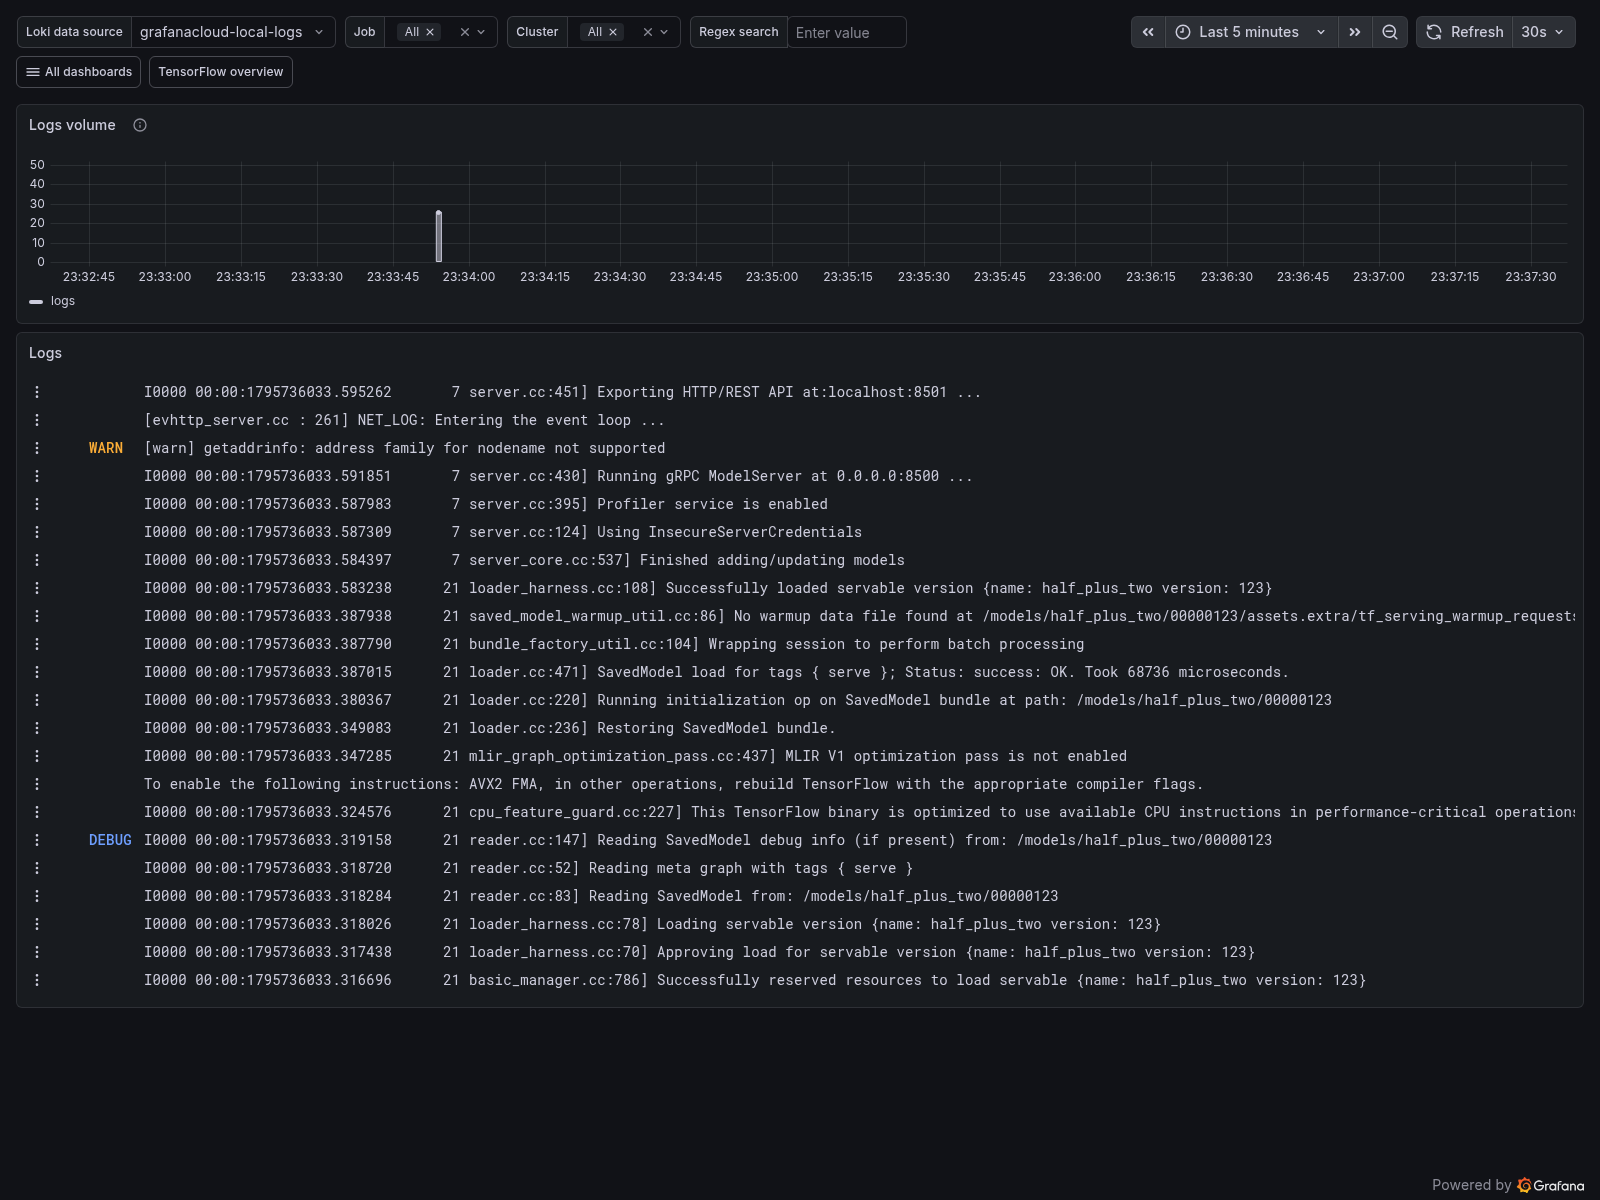 Loki data source grafanacloud-local-logs Job All Cluster All Regex search Enter value Last 5 minutes Refresh 30s
All dashboards TensorFlow overview
Logs volume
50
40
30
20
10
0
23:32:45 23:33:00 23:33:15 23:33:30 23:33:45 23:34:00 23:34:15 23:34:30 23:34:45 23:35:00 23:35:15 23:35:30 23:35:45 23:36:00 23:36:15 23:36:30 23:36:45 23:37:00 23:37:15 23:37:30
logs
Logs
I0000 00:00:1795736033.595262 7 server.cc:451] Exporting HTTP/REST API at:localhost:8501 ...
[evhttp_server.cc : 261] NET_LOG: Entering the event loop ...
WARN [warn] getaddrinfo: address family for nodename not supported
I0000 00:00:1795736033.591851 7 server.cc:430] Running gRPC ModelServer at 0.0.0.0:8500 ...
I0000 00:00:1795736033.587983 7 server.cc:395] Profiler service is enabled
I0000 00:00:1795736033.587309 7 server.cc:124] Using InsecureServerCredentials
I0000 00:00:1795736033.584397 7 server_core.cc:537] Finished adding/updating models
I0000 00:00:1795736033.583238 21 loader_harness.cc:108] Successfully loaded servable version {name: half_plus_two version: 123}
I0000 00:00:1795736033.387938 21 saved_model_warmup_util.cc:86] No warmup data file found at /models/half_plus_two/00000123/assets.extra/tf_serving_warmup_requests
I0000 00:00:1795736033.387790 21 bundle_factory_util.cc:104] Wrapping session to perform batch processing
I0000 00:00:1795736033.387015 21 loader.cc:471] SavedModel load for tags { serve }; Status: success: OK. Took 68736 microseconds.
I0000 00:00:1795736033.380367 21 loader.cc:220] Running initialization op on SavedModel bundle at path: /models/half_plus_two/00000123
I0000 00:00:1795736033.349083 21 loader.cc:236] Restoring SavedModel bundle.
I0000 00:00:1795736033.347285 21 mlir_graph_optimization_pass.cc:437] MLIR V1 optimization pass is not enabled
To enable the following instructions: AVX2 FMA, in other operations, rebuild TensorFlow with the appropriate compiler flags.
I0000 00:00:1795736033.324576 21 cpu_feature_guard.cc:227] This TensorFlow binary is optimized to use available CPU instructions in performance-critical operations
DEBUG I0000 00:00:1795736033.319158 21 reader.cc:147] Reading SavedModel debug info (if present) from: /models/half_plus_two/00000123
I0000 00:00:1795736033.318720 21 reader.cc:52] Reading meta graph with tags { serve }
I0000 00:00:1795736033.318284 21 reader.cc:83] Reading SavedModel from: /models/half_plus_two/00000123
I0000 00:00:1795736033.318026 21 loader_harness.cc:78] Loading servable version {name: half_plus_two version: 123}
I0000 00:00:1795736033.317438 21 loader_harness.cc:70] Approving load for servable version {name: half_plus_two version: 123}
I0000 00:00:1795736033.316696 21 basic_manager.cc:786] Successfully reserved resources to load servable {name: half_plus_two version: 123}
Powered by Grafana